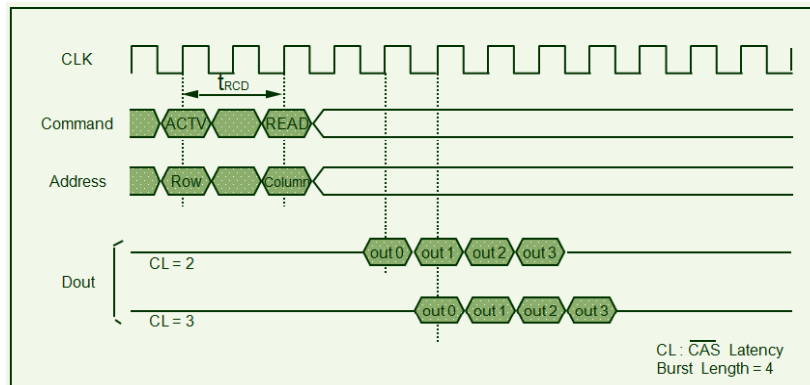 CLK
tRCD
Command ACTV READ
Address Row Column
out 0 out 1 out 2 out 3
CL = 2
Dout
out 0 out 1 out 2 out 3
CL = 3
CL : CAS Latency
Burst Length = 4